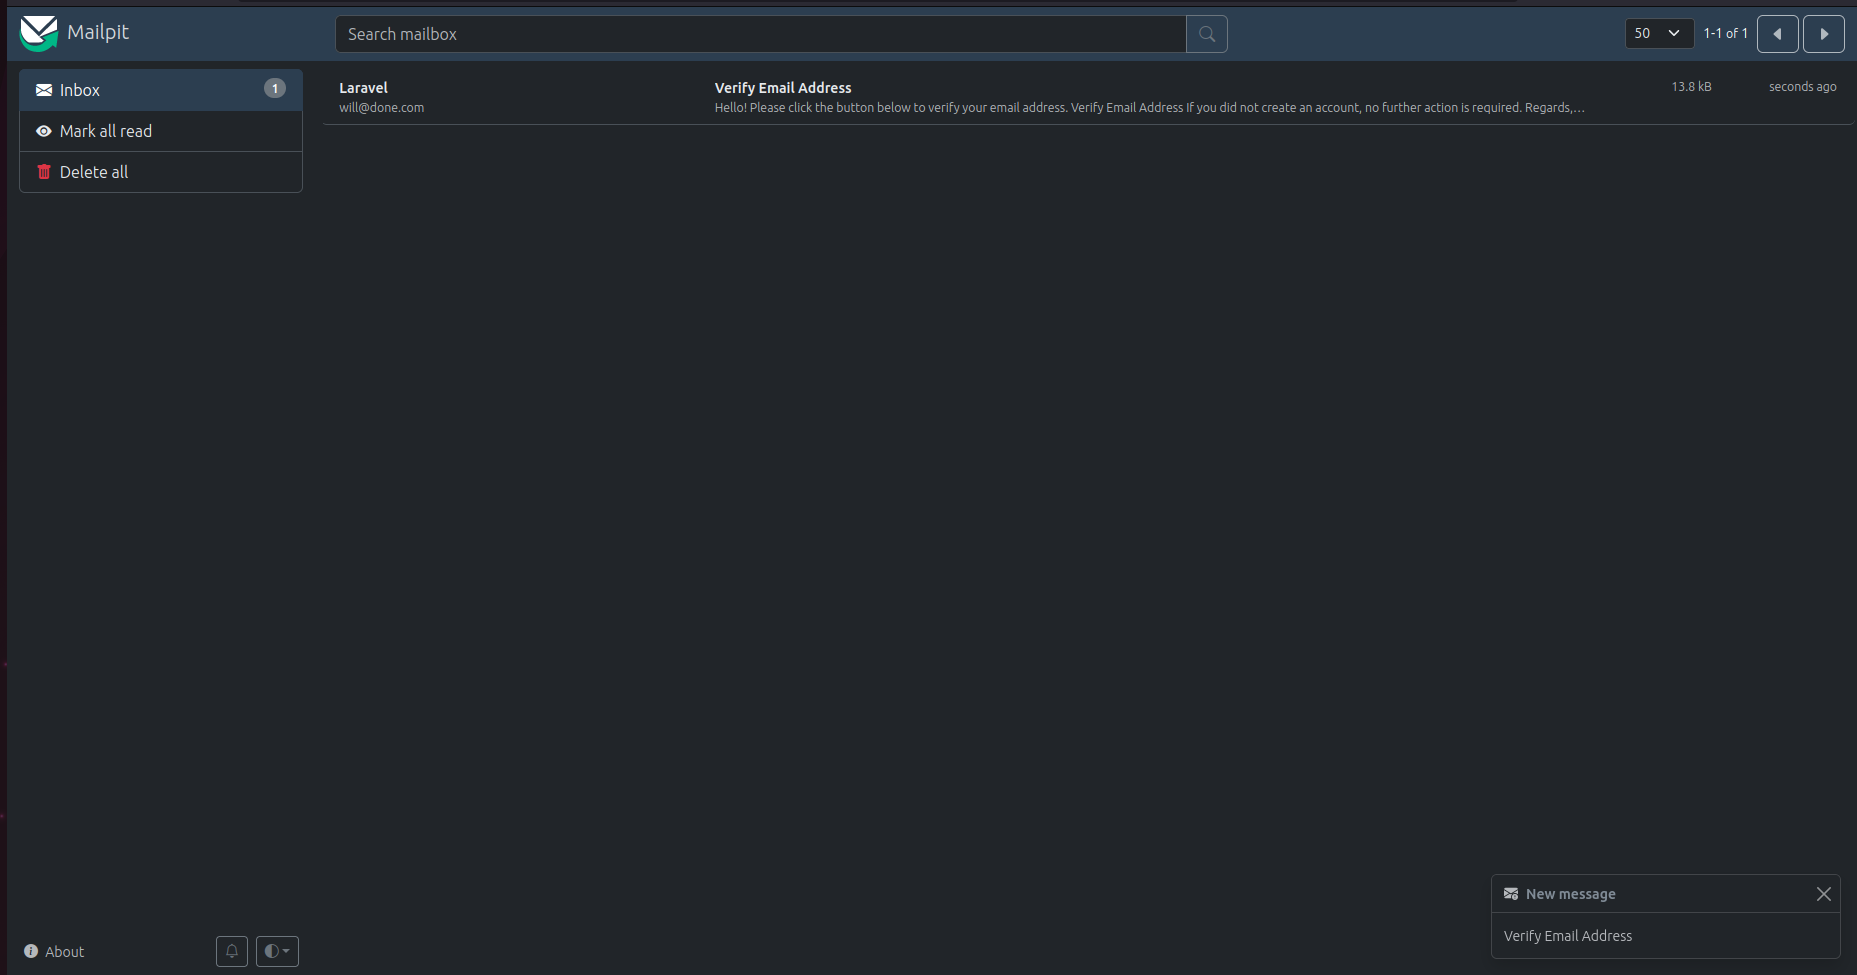 Mailpit
Search mailbox
50
1-1 of 1
Inbox 1
Mark all read
Delete all
Laravel
will@done.com
Verify Email Address
Hello! Please click the button below to verify your email address. Verify Email Address If you did not create an account, no further action is required. Regards,...
13.8 kB
seconds ago
About
New message
Verify Email Address